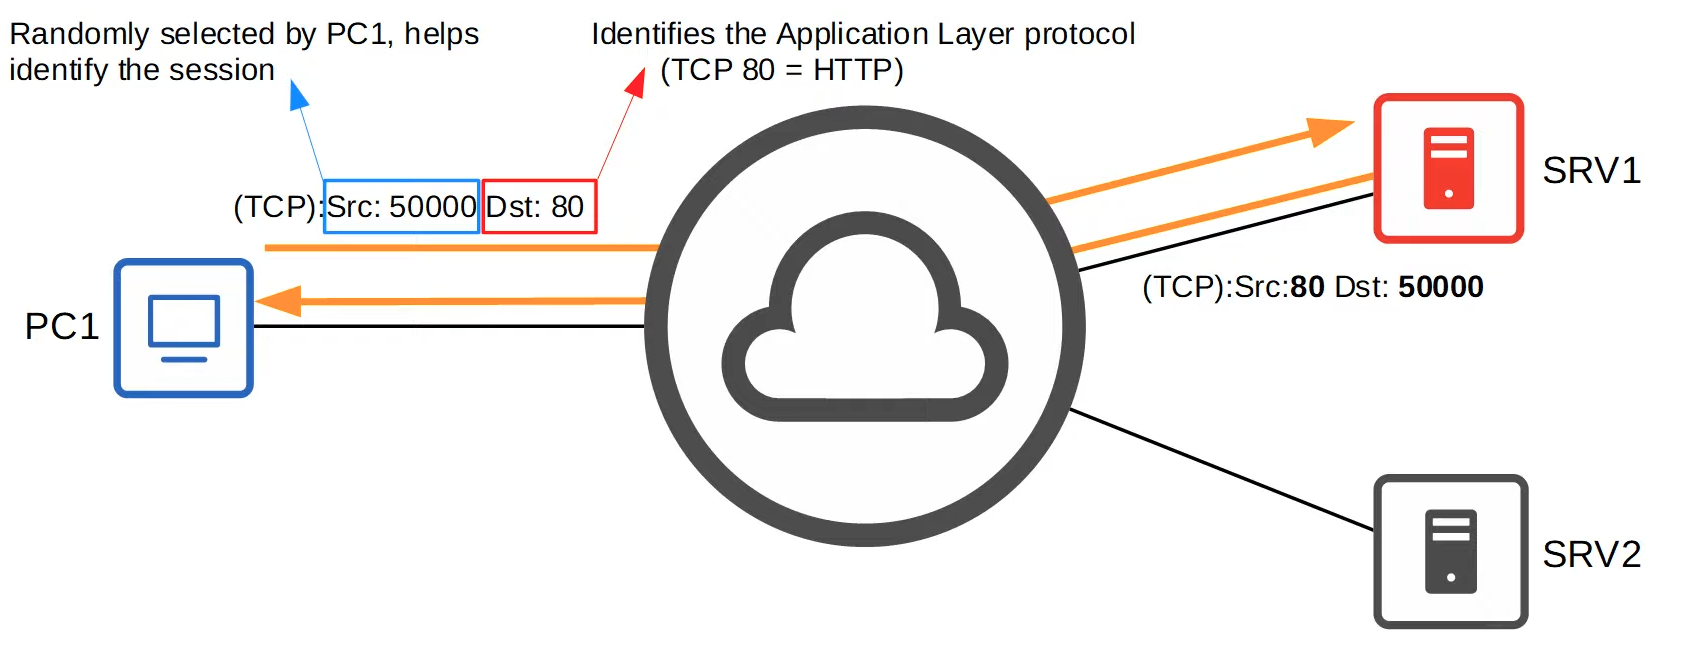 Randomly selected by PC1, helps
identify the session
Identifies the Application Layer protocol
(TCP 80 = HTTP)
(TCP):Src: 50000 Dst: 80
SRV1
(TCP):Src:80 Dst: 50000
PC1
SRV2